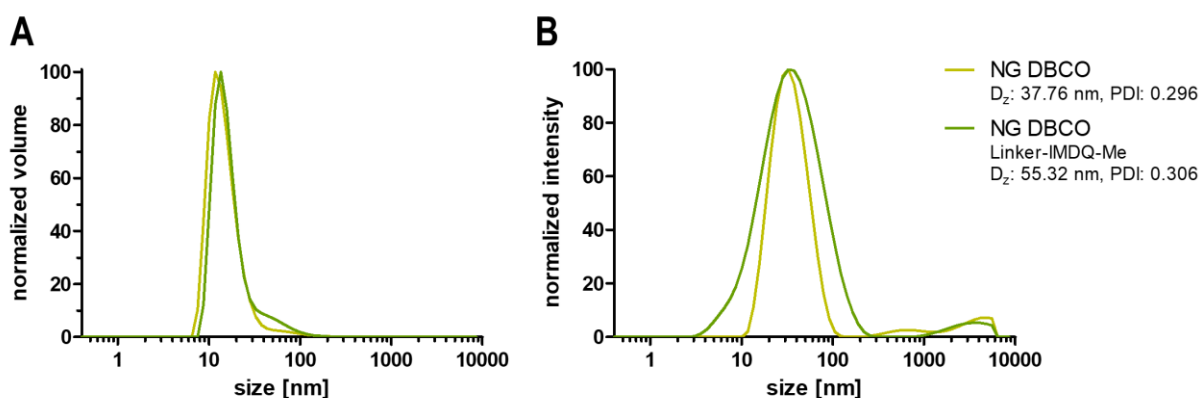 A
normalized volume
100
80
60
40
20
0
1
10
100
1000
10000
size [nm]
B
normalized intensity
100
80
60
40
20
0
1
10
100
1000
10000
size [nm]
NG DBCO
Dz: 37.76 nm, PDI: 0.296
NG DBCO
Linker-IMDQ-Me
Dz: 55.32 nm, PDI: 0.306